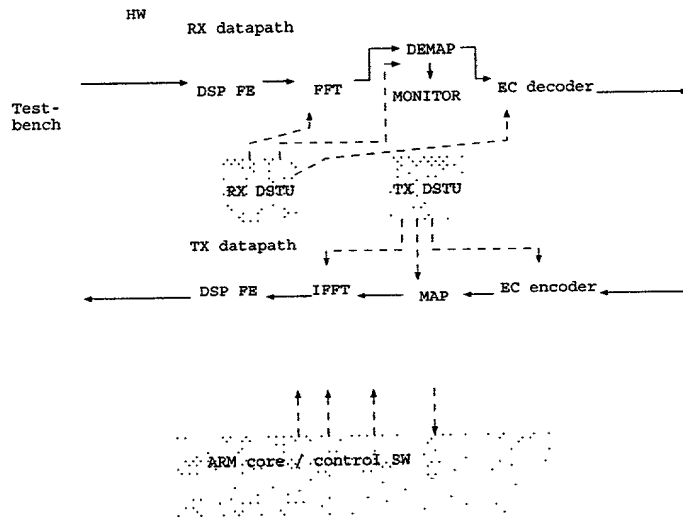 HW
RX datapath
DEMAP
DSP FE
FFT
MONITOR
EC decoder
Test-
bench
RX DSTU
TX DSTU
TX datapath
DSP FE
IFFT
MAP
EC encoder
ARM core / control SW